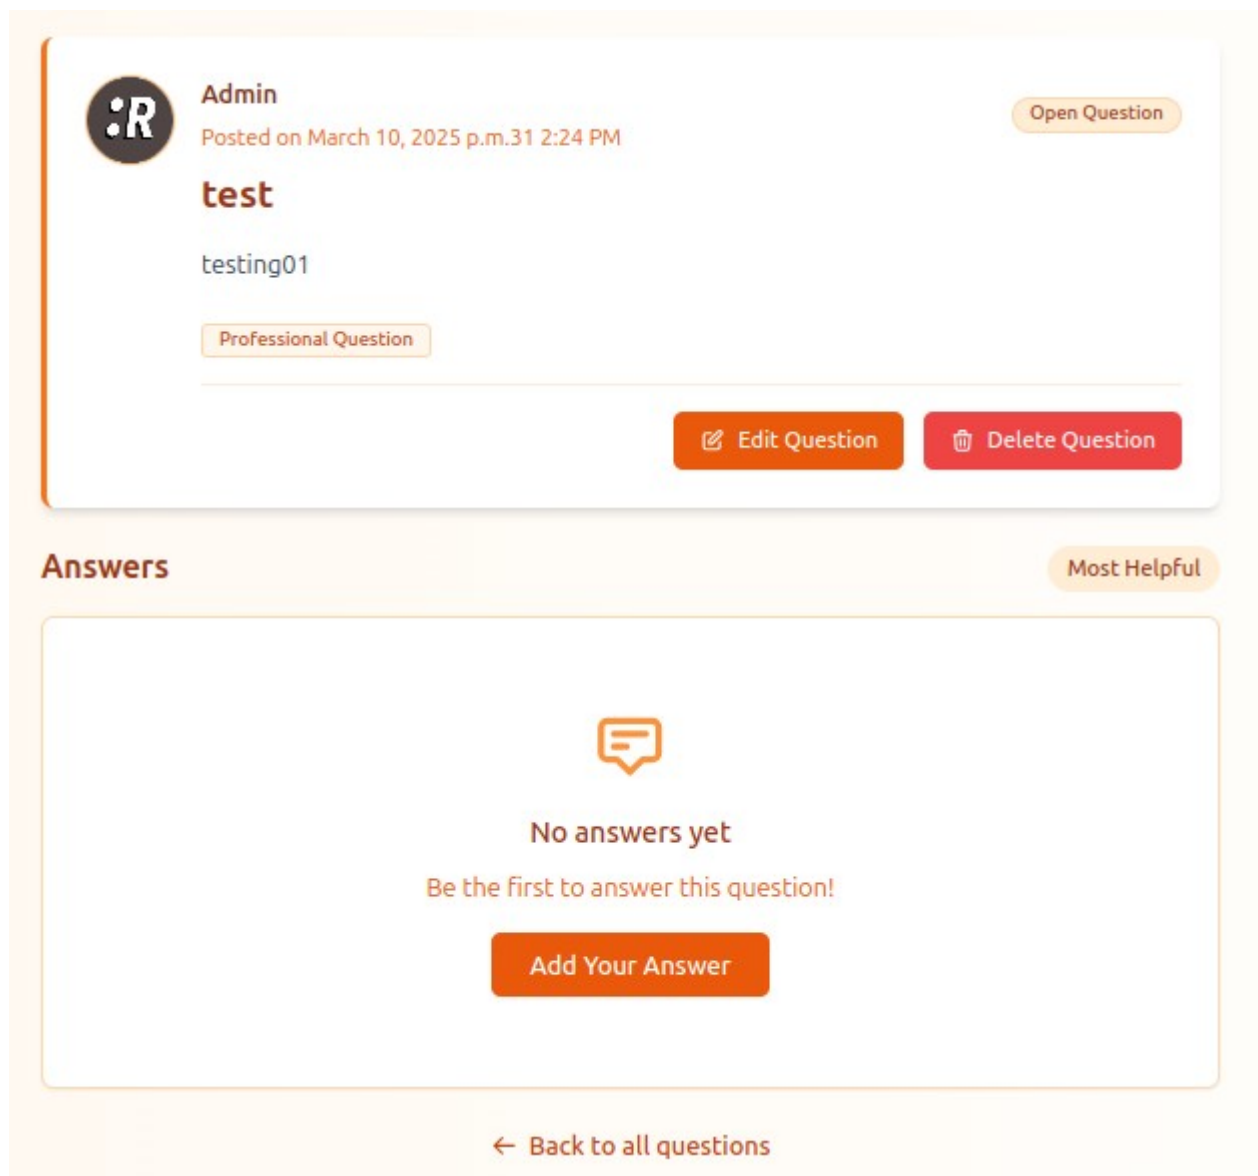 :R
Admin
Open Question
Posted on March 10, 2025 p.m.31 2:24 PM
test
testing01
Professional Question
Edit Question
Delete Question
Answers
Most Helpful
No answers yet
Be the first to answer this question!
Add Your Answer
← Back to all questions